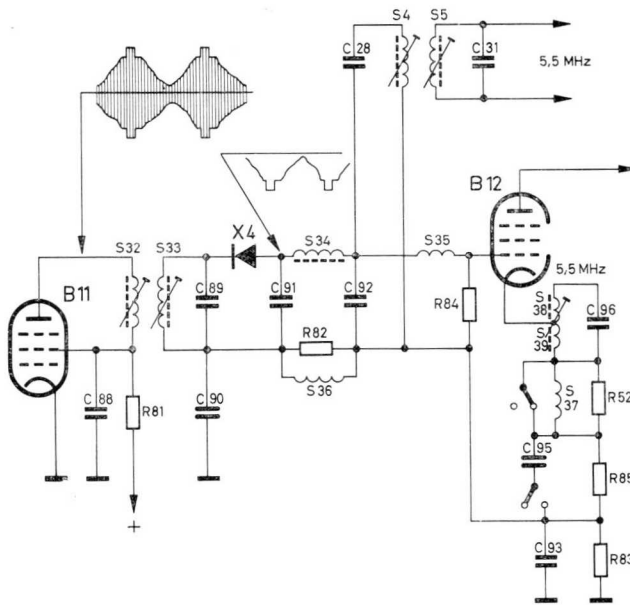 S4 S5
C 28
C 31
5,5 MHz
B12
X4
S34
S35
S32 S33
B11
5,5 MHz
C 89
C 91
C 92
R84
S
38
C 96
S
39
R82
S36
S
37
R52
C 88
R81
C 90
C 95
R85
C 93
R83
+